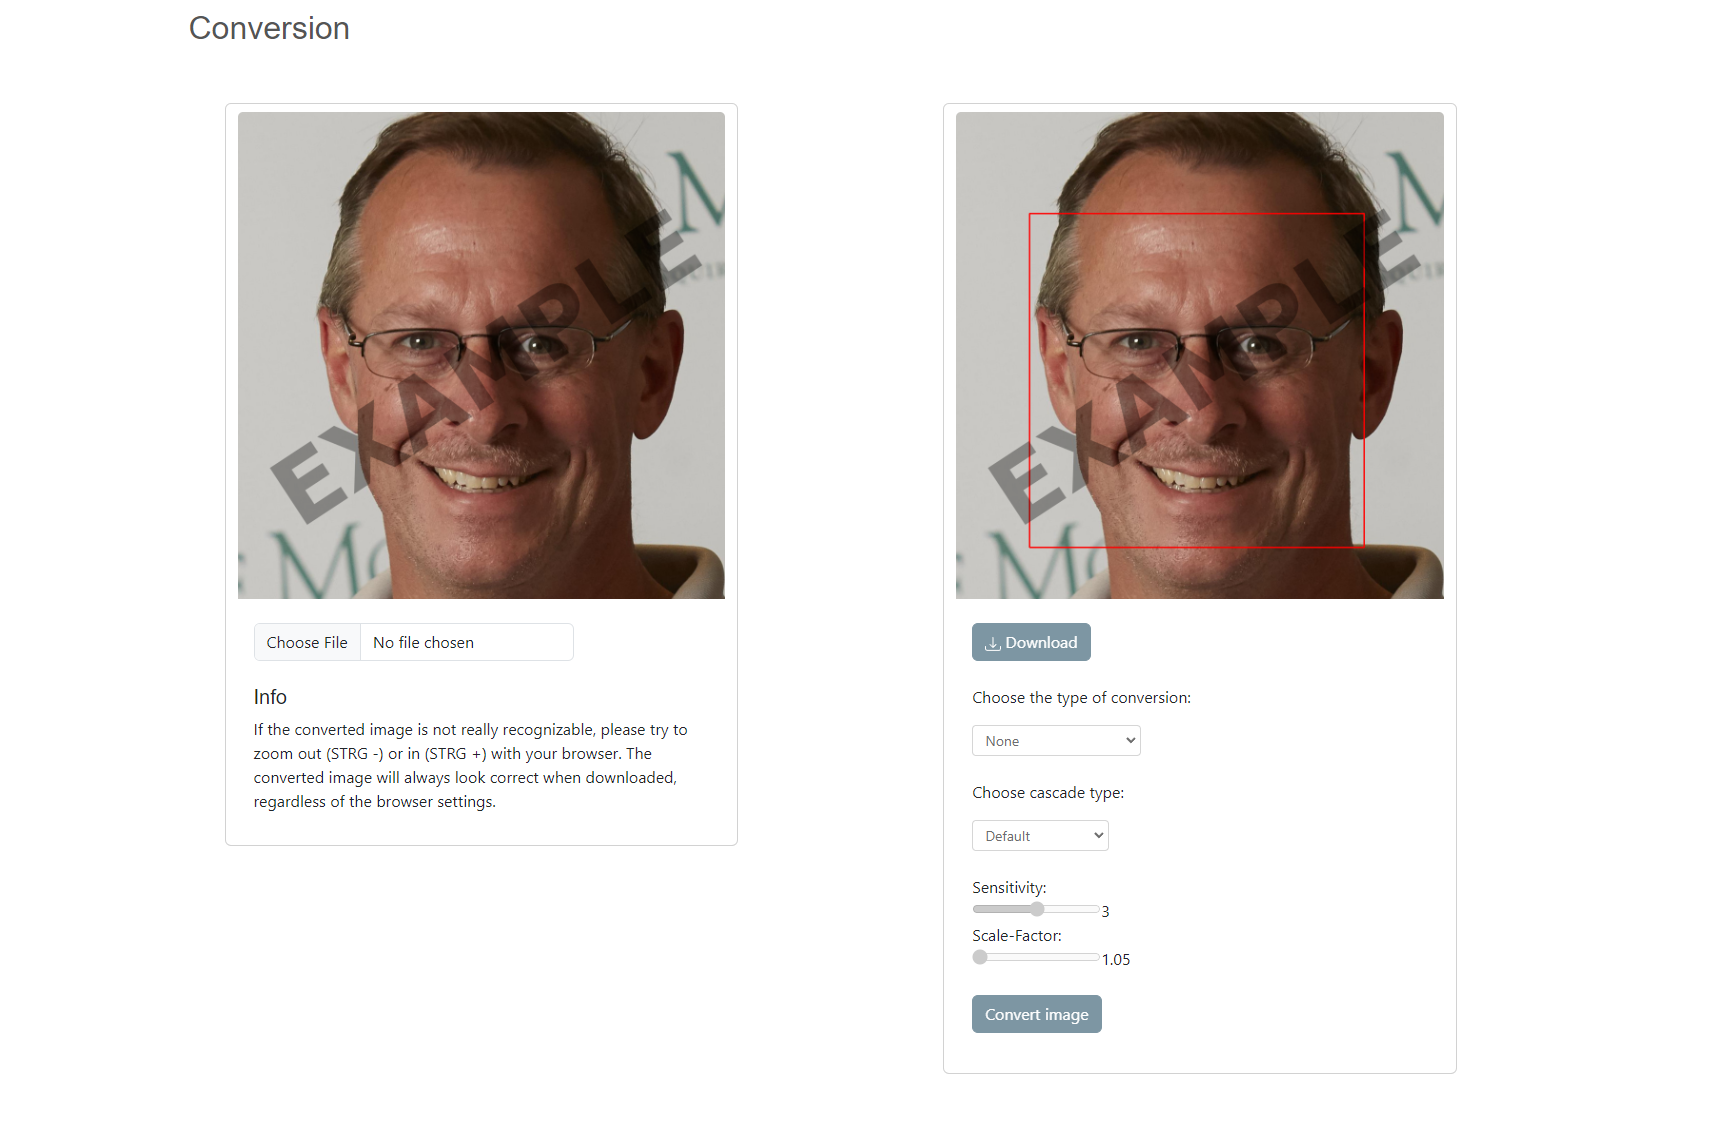 Conversion
M
QUIR
EXAMPLE
Mc
Choose File No file chosen
Info
If the converted image is not really recognizable, please try to
zoom out (STRG -) or in (STRG +) with your browser. The
converted image will always look correct when downloaded,
regardless of the browser settings.
M
EXAMPLE
Mc
Download
Choose the type of conversion:
None
Choose cascade type:
Default
Sensitivity:
3
Scale-Factor:
1.05
Convert image